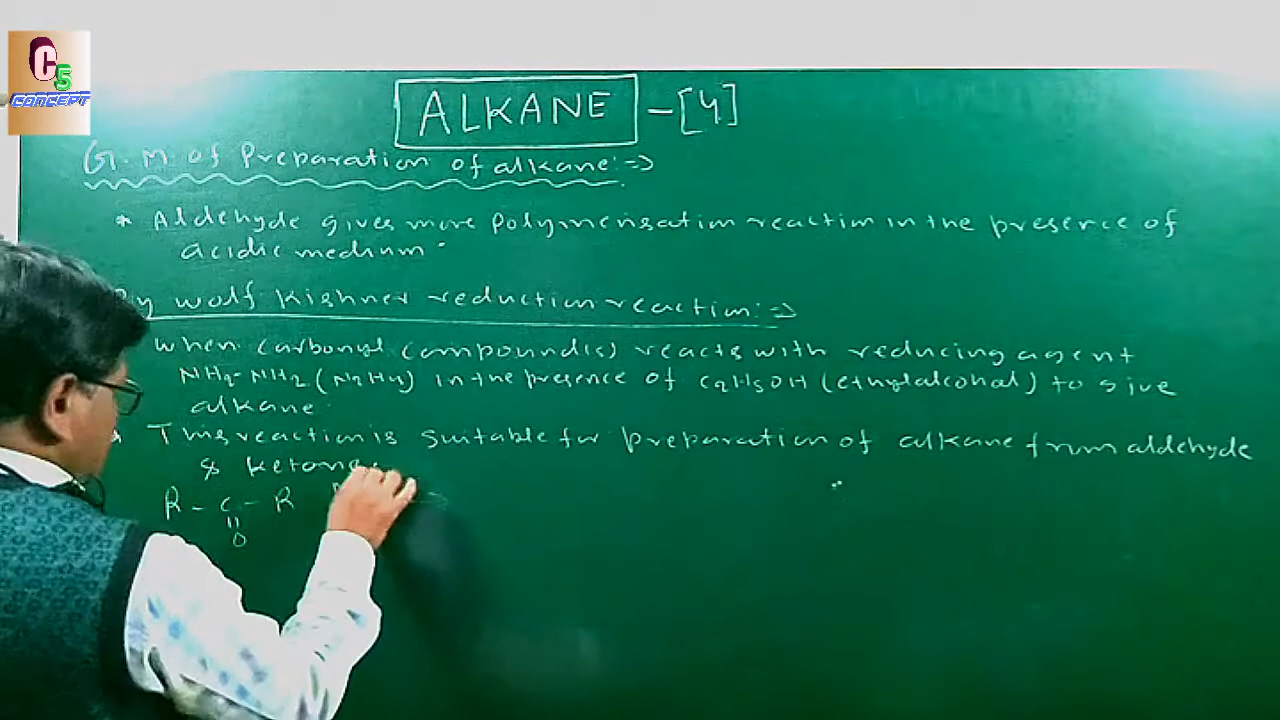 C5
CONCEPT
ALKANE -[4]
G.M. of Preparation of alkane:->
* Aldehyde gives more polymerisation reaction in the presence of
acidic medium.
By wolf Kishner reduction reaction:->
When carbonyl compound(s) reacts with reducing agent
NH2-NH2 (N2H4) in the presence of C2H5OH (ethylalcohal) to give
alkane.
* This reaction is suitable for preparation of alkane from aldehyde
& ketone
R - C - R
||
O